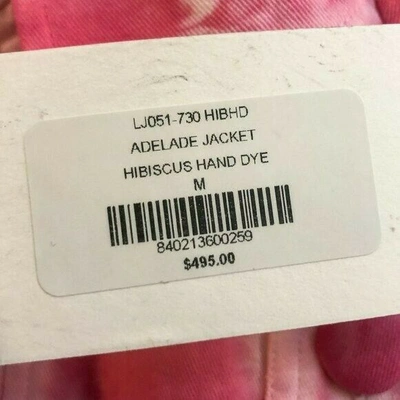 LJ051-730 HIBHD
ADELADE JACKET
HIBISCUS HAND DYE
M
840213600259
$495.00